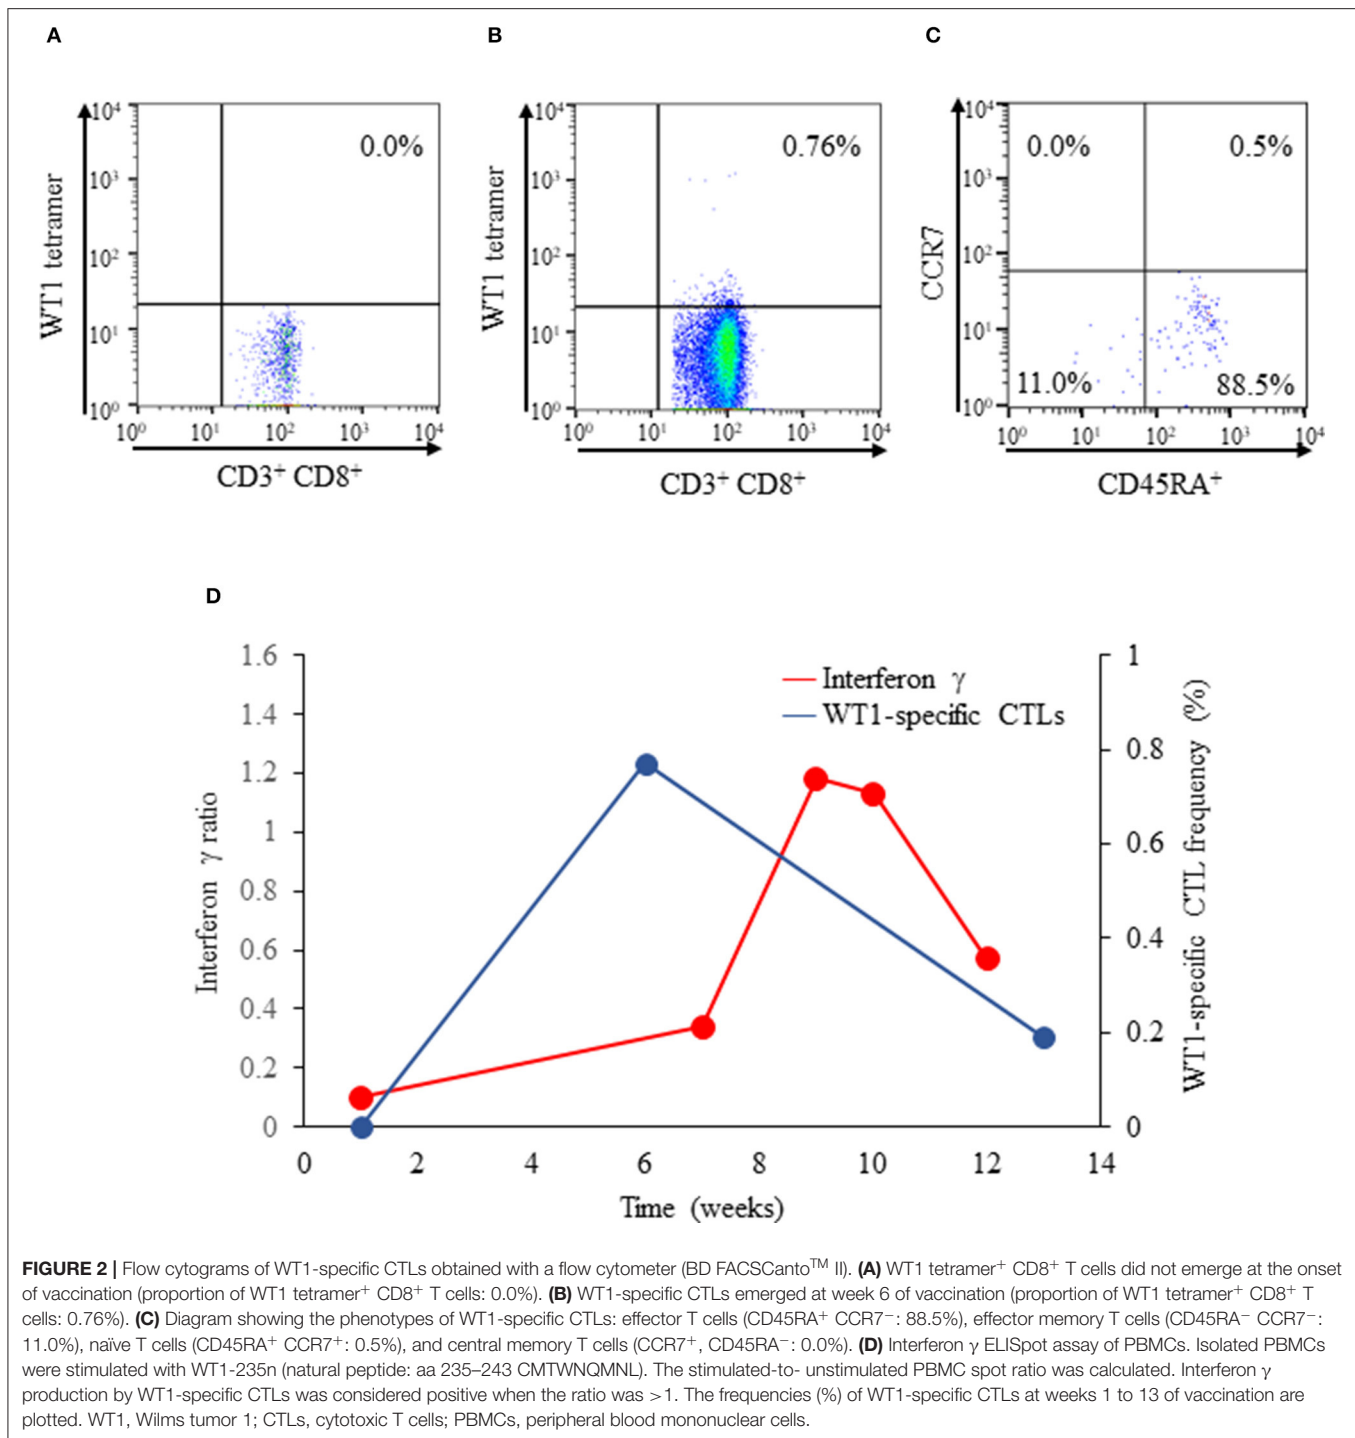 A
B
C
10⁴
10³
10²
10¹
10⁰
WT1 tetramer
0.0%
10⁰ 10¹ 10² 10³ 10⁴
CD3⁺ CD8⁺
10⁴
10³
10²
10¹
10⁰
WT1 tetramer
0.76%
10⁰ 10¹ 10² 10³ 10⁴
CD3⁺ CD8⁺
10⁴
10³
10²
10¹
10⁰
CCR7
0.0% 0.5%
11.0% 88.5%
10⁰ 10¹ 10² 10³ 10⁴
CD45RA⁺
D
Interferon γ ratio
1.6
1.4
1.2
1
0.8
0.6
0.4
0.2
0
Interferon γ
WT1-specific CTLs
1
0.8
0.6
0.4
0.2
0
WT1-specific CTL frequency (%)
0 2 4 6 8 10 12 14
Time (weeks)
FIGURE 2 | Flow cytograms of WT1-specific CTLs obtained with a flow cytometer (BD FACSCanto™ II). (A) WT1 tetramer⁺ CD8⁺ T cells did not emerge at the onset
of vaccination (proportion of WT1 tetramer⁺ CD8⁺ T cells: 0.0%). (B) WT1-specific CTLs emerged at week 6 of vaccination (proportion of WT1 tetramer⁺ CD8⁺ T
cells: 0.76%). (C) Diagram showing the phenotypes of WT1-specific CTLs: effector T cells (CD45RA⁺ CCR7⁻: 88.5%), effector memory T cells (CD45RA⁻ CCR7⁻:
11.0%), naïve T cells (CD45RA⁺ CCR7⁺: 0.5%), and central memory T cells (CCR7⁺, CD45RA⁻: 0.0%). (D) Interferon γ ELISpot assay of PBMCs. Isolated PBMCs
were stimulated with WT1-235n (natural peptide: aa 235–243 CMTWNQMNL). The stimulated-to- unstimulated PBMC spot ratio was calculated. Interferon γ
production by WT1-specific CTLs was considered positive when the ratio was >1. The frequencies (%) of WT1-specific CTLs at weeks 1 to 13 of vaccination are
plotted. WT1, Wilms tumor 1; CTLs, cytotoxic T cells; PBMCs, peripheral blood mononuclear cells.